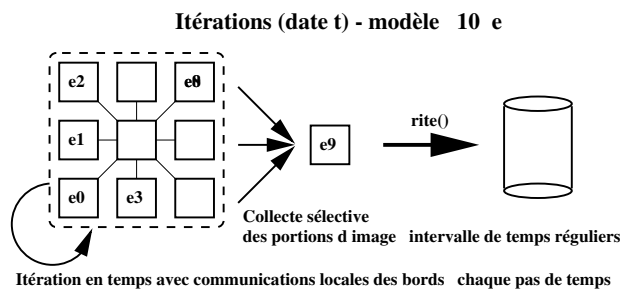 Itérations (date t) - modèle 10 e
e2
e1
e0 e3
e9
rite()
Collecte sélective
des portions d image intervalle de temps réguliers
Itération en temps avec communications locales des bords chaque pas de temps